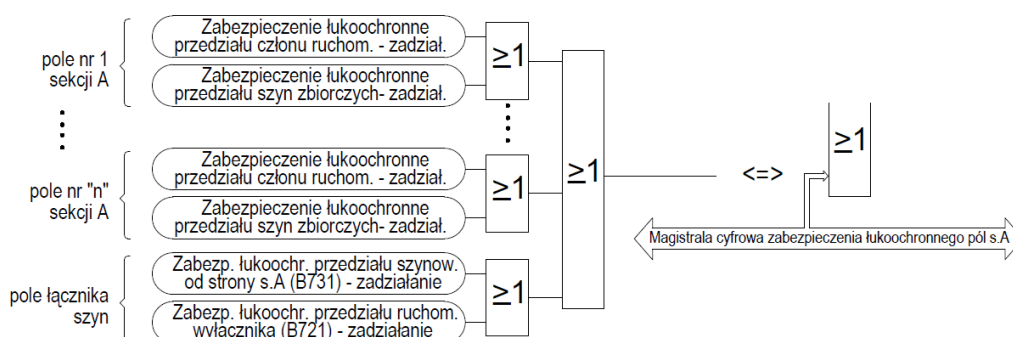 pole nr 1
sekcji A
Zabezpieczenie łukoochronne
przedziału członu ruchom. - zadział.
Zabezpieczenie łukoochronne
przedziału szyn zbiorczych- zadział.
≥1
pole nr "n"
sekcji A
Zabezpieczenie łukoochronne
przedziału członu ruchom. - zadział.
Zabezpieczenie łukoochronne
przedziału szyn zbiorczych- zadział.
≥1
pole łącznika
szyn
Zabezp. łukoochr. przedziału szynow.
od strony s.A (B731) - zadziałanie
Zabezp. łukoochr. przedziału ruchom.
wyłącznika (B721) - zadziałanie
≥1
≥1
<=>
≥1
Magistrala cyfrowa zabezpieczenia łukoochronnego pól s.A